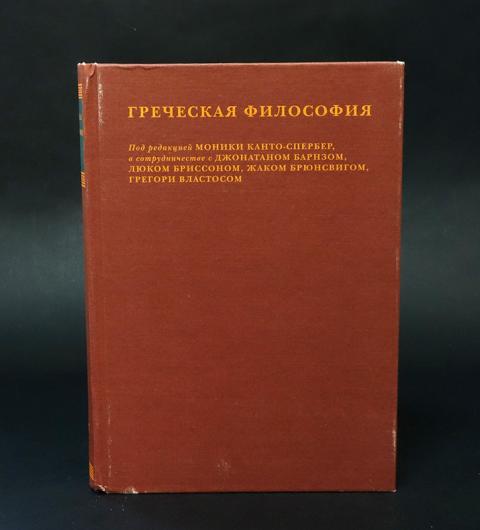 ГРЕЧЕСКАЯ ФИЛОСОФИЯ
Под редакцией МОНИКИ КАНТО-СПЕРБЕР,
в сотрудничестве с ДЖОНАТАНОМ БАРНЗОМ,
ЛЮКОМ БРИССОНОМ, ЖАКОМ БРЮНСВИГОМ,
ГРЕГОРИ ВЛАСТОСОМ